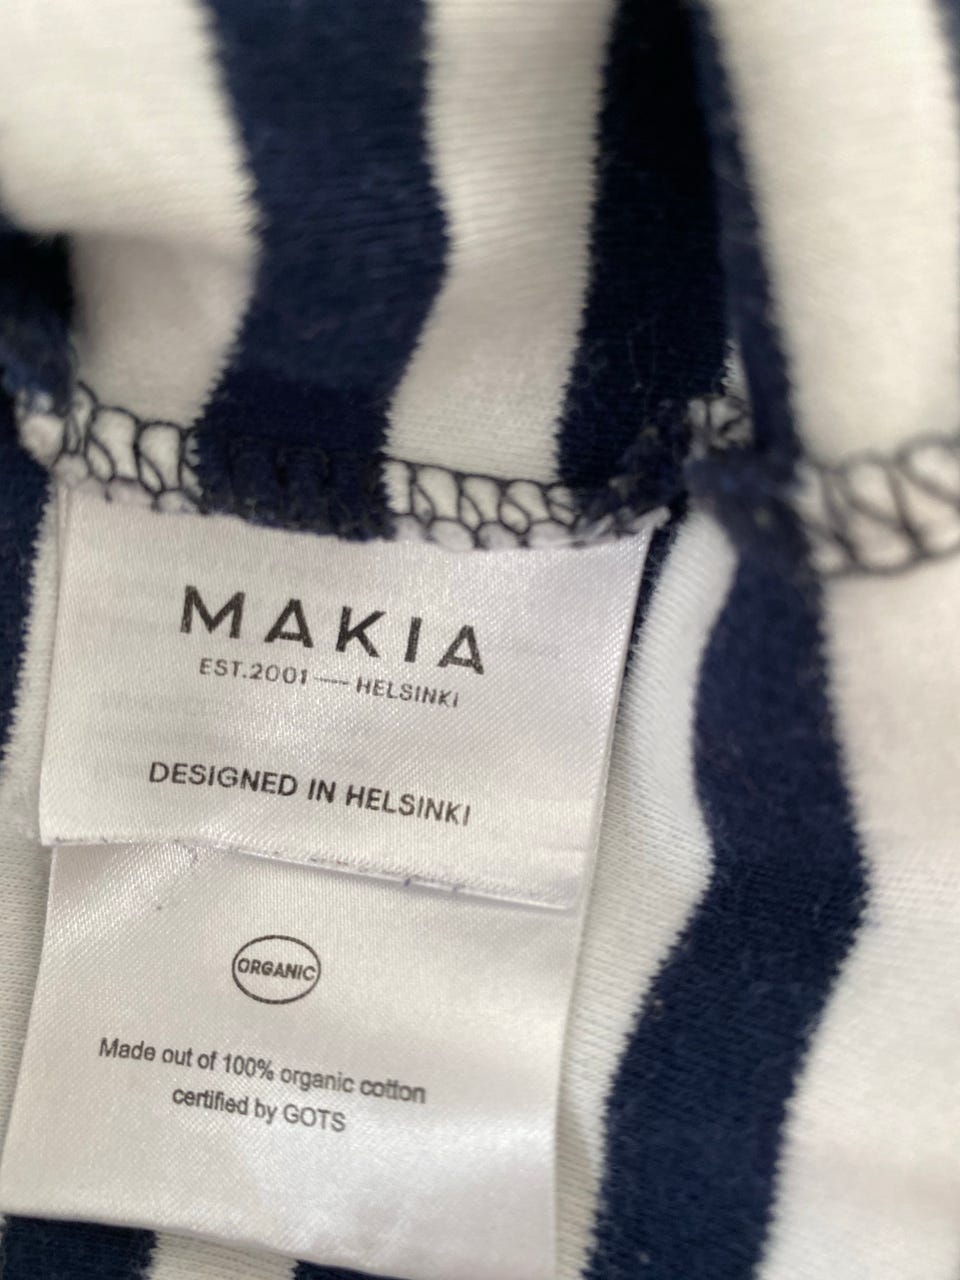 MAKIA
EST.2001 — HELSINKI
DESIGNED IN HELSINKI
ORGANIC
Made out of 100% organic cotton
certified by GOTS